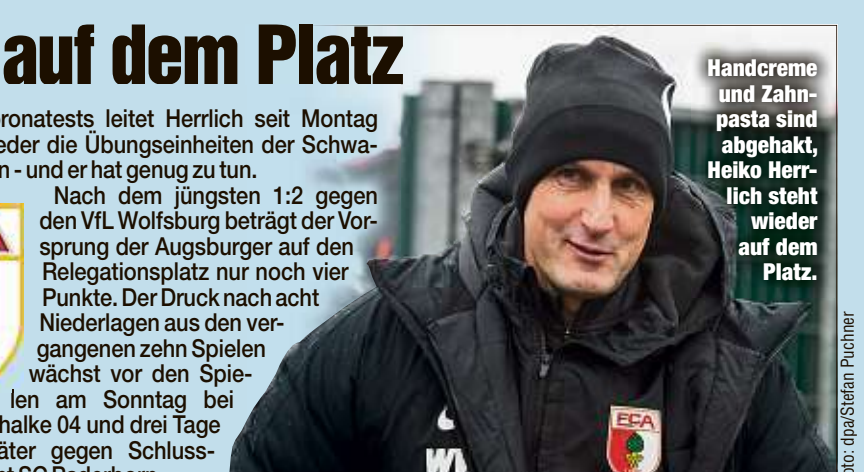 auf dem Platz
ronatests leitet Herrlich seit Montag
eder die Übungseinheiten der Schwa-
n - und er hat genug zu tun.
Nach dem jüngsten 1:2 gegen
den VfL Wolfsburg beträgt der Vor-
sprung der Augsburger auf den
Relegationsplatz nur noch vier
Punkte. Der Druck nach acht
Niederlagen aus den ver-
gangenen zehn Spielen
wächst vor den Spie-
len am Sonntag bei
halke 04 und drei Tage
äter gegen Schluss-
Handcreme
und Zahn-
pasta sind
abgehakt,
Heiko Herr-
lich steht
wieder
auf dem
Platz.
oto: dpa/Stefan Puchner
FCA